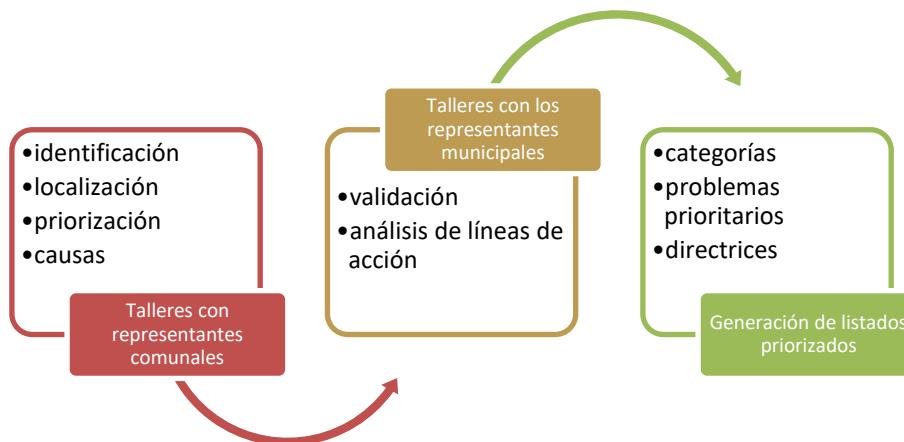 •identificación
•localización
•priorización
•causas
Talleres con
representantes
comunales
Talleres con los
representantes
municipales
•validación
•análisis de líneas de
acción
•categorías
•problemas
prioritarios
•directrices
Generación de listados
priorizados